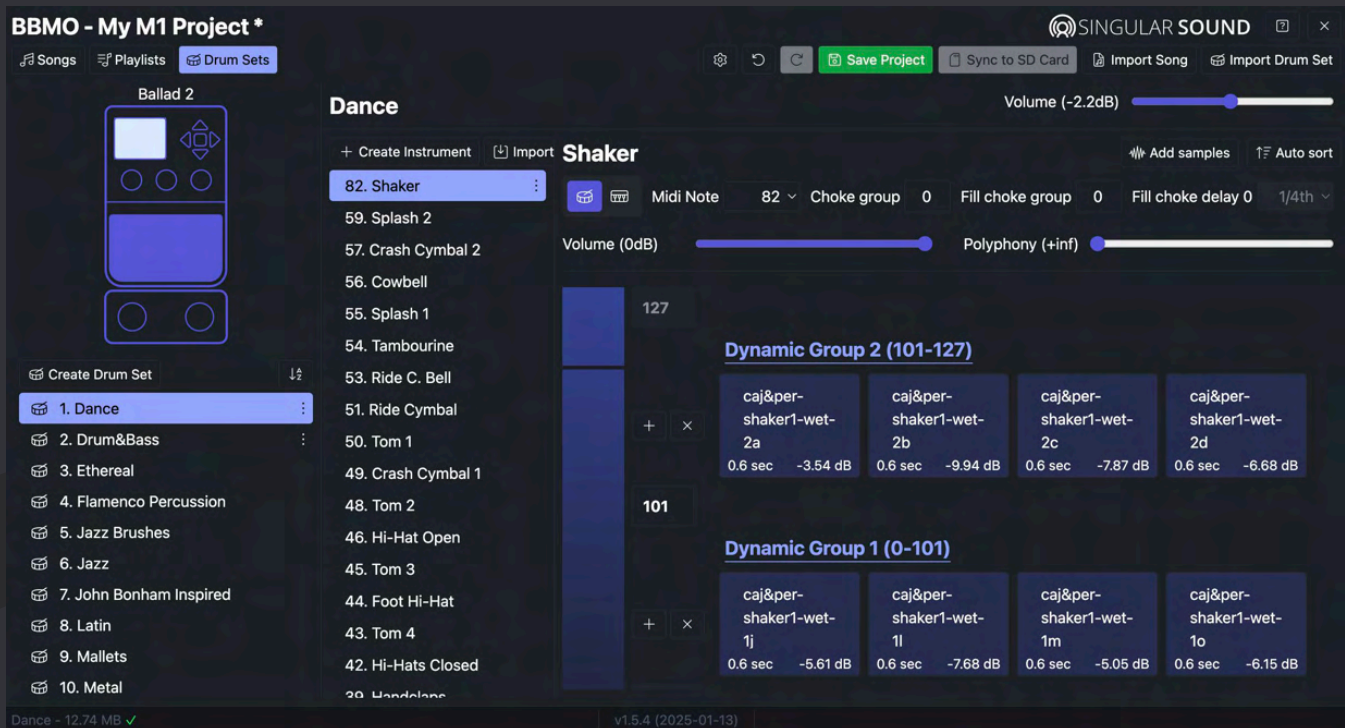 BBMO - My M1 Project *
SINGULAR SOUND
Songs
Playlists
Drum Sets
Save Project
Sync to SD Card
Import Song
Import Drum Set
Ballad 2
Create Drum Set
1. Dance
2. Drum&Bass
3. Ethereal
4. Flamenco Percussion
5. Jazz Brushes
6. Jazz
7. John Bonham Inspired
8. Latin
9. Mallets
10. Metal
Dance
Volume (-2.2dB)
+ Create Instrument
Import
82. Shaker
59. Splash 2
57. Crash Cymbal 2
56. Cowbell
55. Splash 1
54. Tambourine
53. Ride C. Bell
51. Ride Cymbal
50. Tom 1
49. Crash Cymbal 1
48. Tom 2
46. Hi-Hat Open
45. Tom 3
44. Foot Hi-Hat
43. Tom 4
42. Hi-Hats Closed
39. Handclaps
Shaker
Add samples
Auto sort
Midi Note 82
Choke group 0
Fill choke group 0
Fill choke delay 0 1/4th
Volume (0dB)
Polyphony (+inf)
127
Dynamic Group 2 (101-127)
caj&per-
shaker1-wet-
2a
0.6 sec -3.54 dB
caj&per-
shaker1-wet-
2b
0.6 sec -9.94 dB
caj&per-
shaker1-wet-
2c
0.6 sec -7.87 dB
caj&per-
shaker1-wet-
2d
0.6 sec -6.68 dB
101
Dynamic Group 1 (0-101)
caj&per-
shaker1-wet-
1j
0.6 sec -5.61 dB
caj&per-
shaker1-wet-
1l
0.6 sec -7.68 dB
caj&per-
shaker1-wet-
1m
0.6 sec -5.05 dB
caj&per-
shaker1-wet-
1o
0.6 sec -6.15 dB
Dance - 12.74 MB ✓
v1.5.4 (2025-01-13)